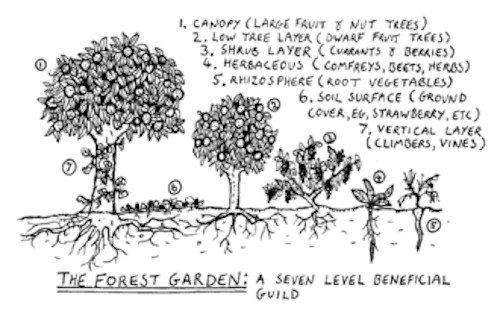 1. CANOPY (LARGE FRUIT & NUT TREES)
2. LOW TREE LAYER (DWARF FRUIT TREES)
3. SHRUB LAYER (CURRANTS & BERRIES)
4. HERBACEOUS (COMFREYS, BEETS, HERBS)
5. RHIZOSPHERE (ROOT VEGETABLES)
6. SOIL SURFACE (GROUND
COVER, EG, STRAWBERRY, ETC)
7. VERTICAL LAYER
(CLIMBERS, VINES)
1
2
3
7
6
4
5
THE FOREST GARDEN: A SEVEN LEVEL BENEFICIAL
GUILD